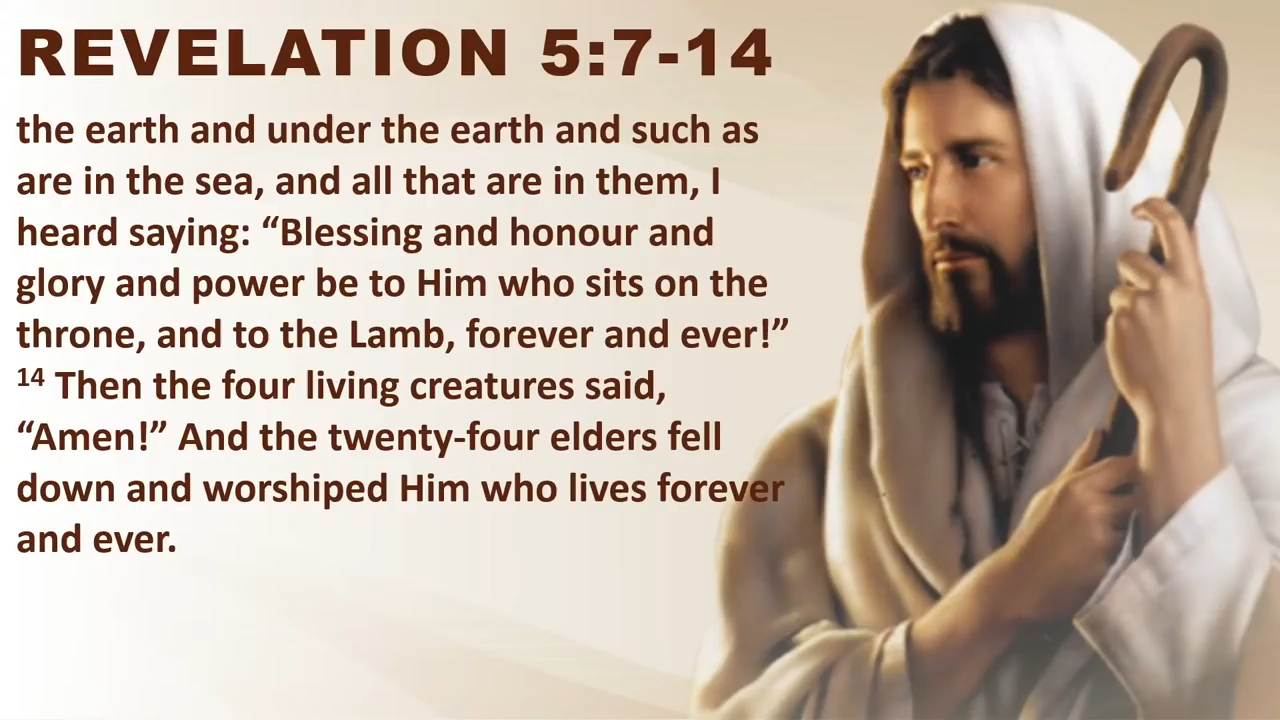 REVELATION 5:7-14
the earth and under the earth and such as
are in the sea, and all that are in them, I
heard saying: “Blessing and honour and
glory and power be to Him who sits on the
throne, and to the Lamb, forever and ever!”
14 Then the four living creatures said,
“Amen!” And the twenty-four elders fell
down and worshiped Him who lives forever
and ever.